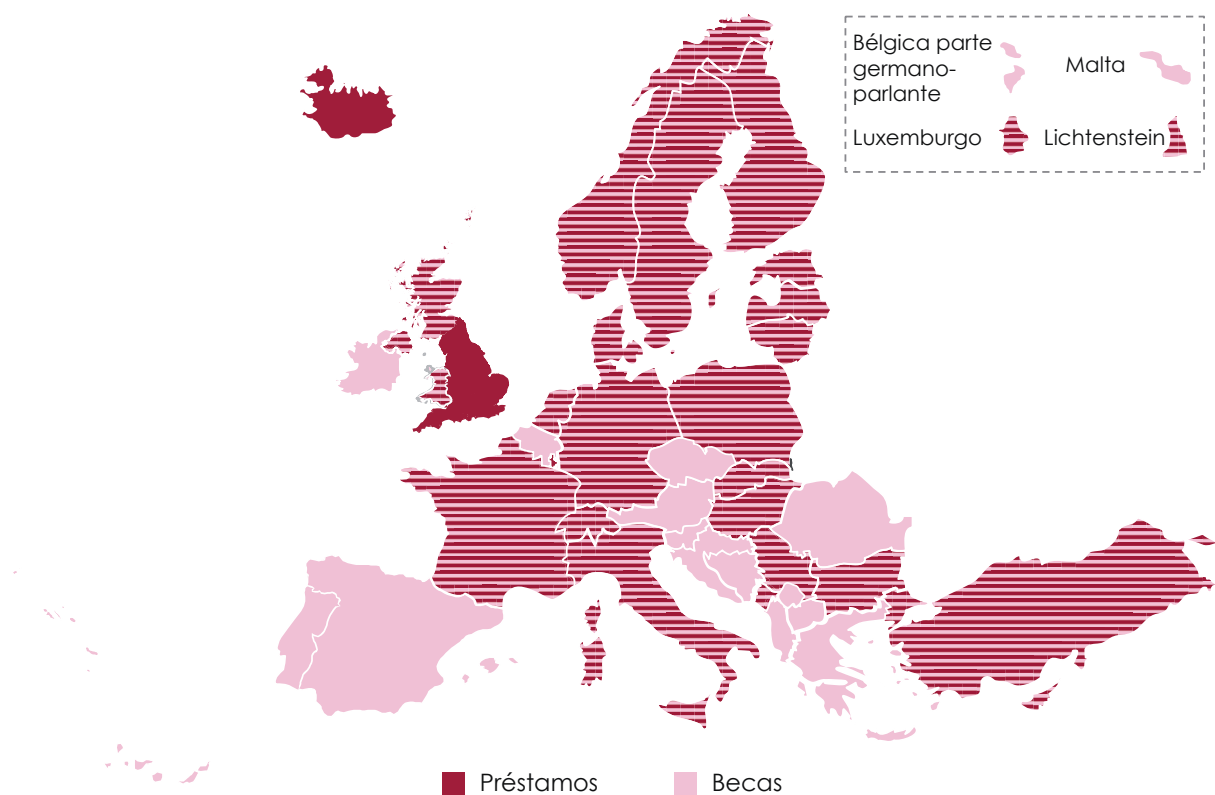 Bélgica parte
germano-
parlante
Malta
Luxemburgo
Lichtenstein
Préstamos
Becas